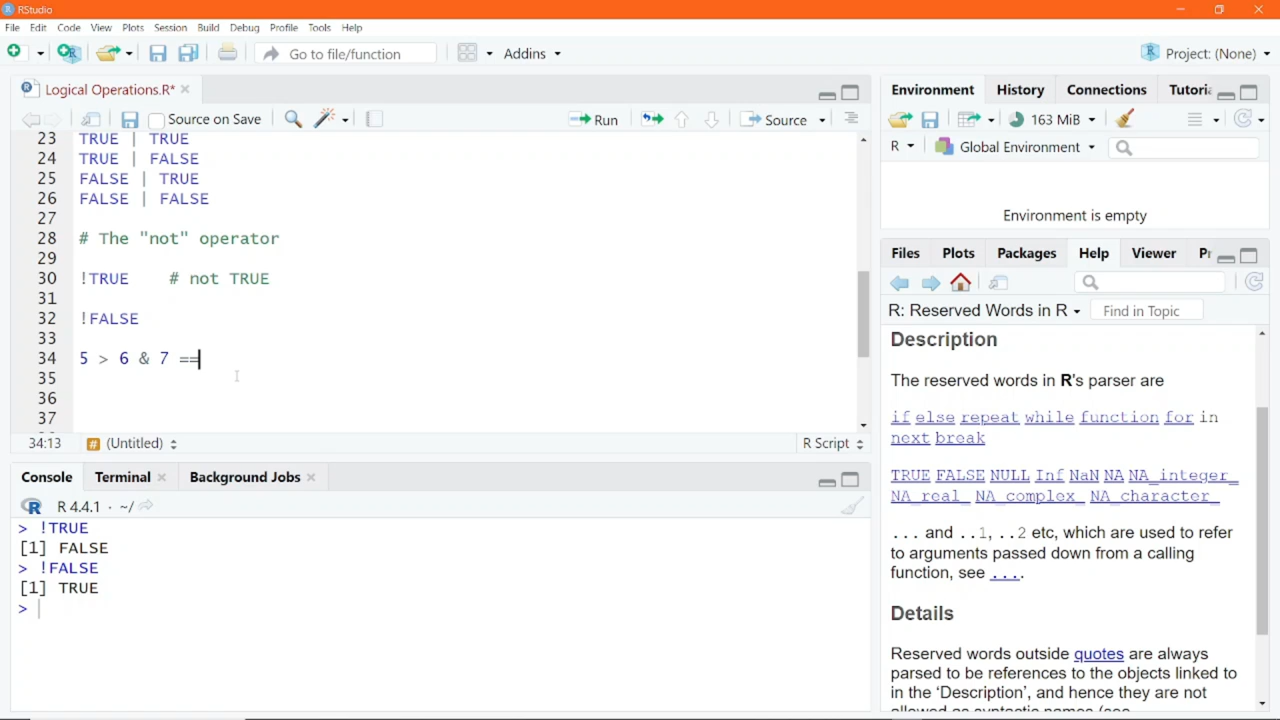 RStudio
File Edit Code View Plots Session Build Debug Profile Tools Help
Go to file/function Addins Project: (None)
Logical Operations.R*
Source on Save Run Source
23 TRUE | TRUE
24 TRUE | FALSE
25 FALSE | TRUE
26 FALSE | FALSE
27
28 # The "not" operator
29
30 !TRUE # not TRUE
31
32 !FALSE
33
34 5 > 6 & 7 ==
35
36
37
34:13 # (Untitled) R Script
Console Terminal Background Jobs
R R 4.4.1 · ~/
> !TRUE
[1] FALSE
> !FALSE
[1] TRUE
>
Environment History Connections Tutori
163 MiB
R Global Environment
Environment is empty
Files Plots Packages Help Viewer Pr
R: Reserved Words in R Find in Topic
Description
The reserved words in R's parser are
if else repeat while function for in
next break
TRUE FALSE NULL Inf NaN NA NA_integer_
NA_real_ NA_complex_ NA_character_
... and ..1, ..2 etc, which are used to refer
to arguments passed down from a calling
function, see ....
Details
Reserved words outside quotes are always
parsed to be references to the objects linked to
in the ‘Description’, and hence they are not
allowed as syntactic names (see